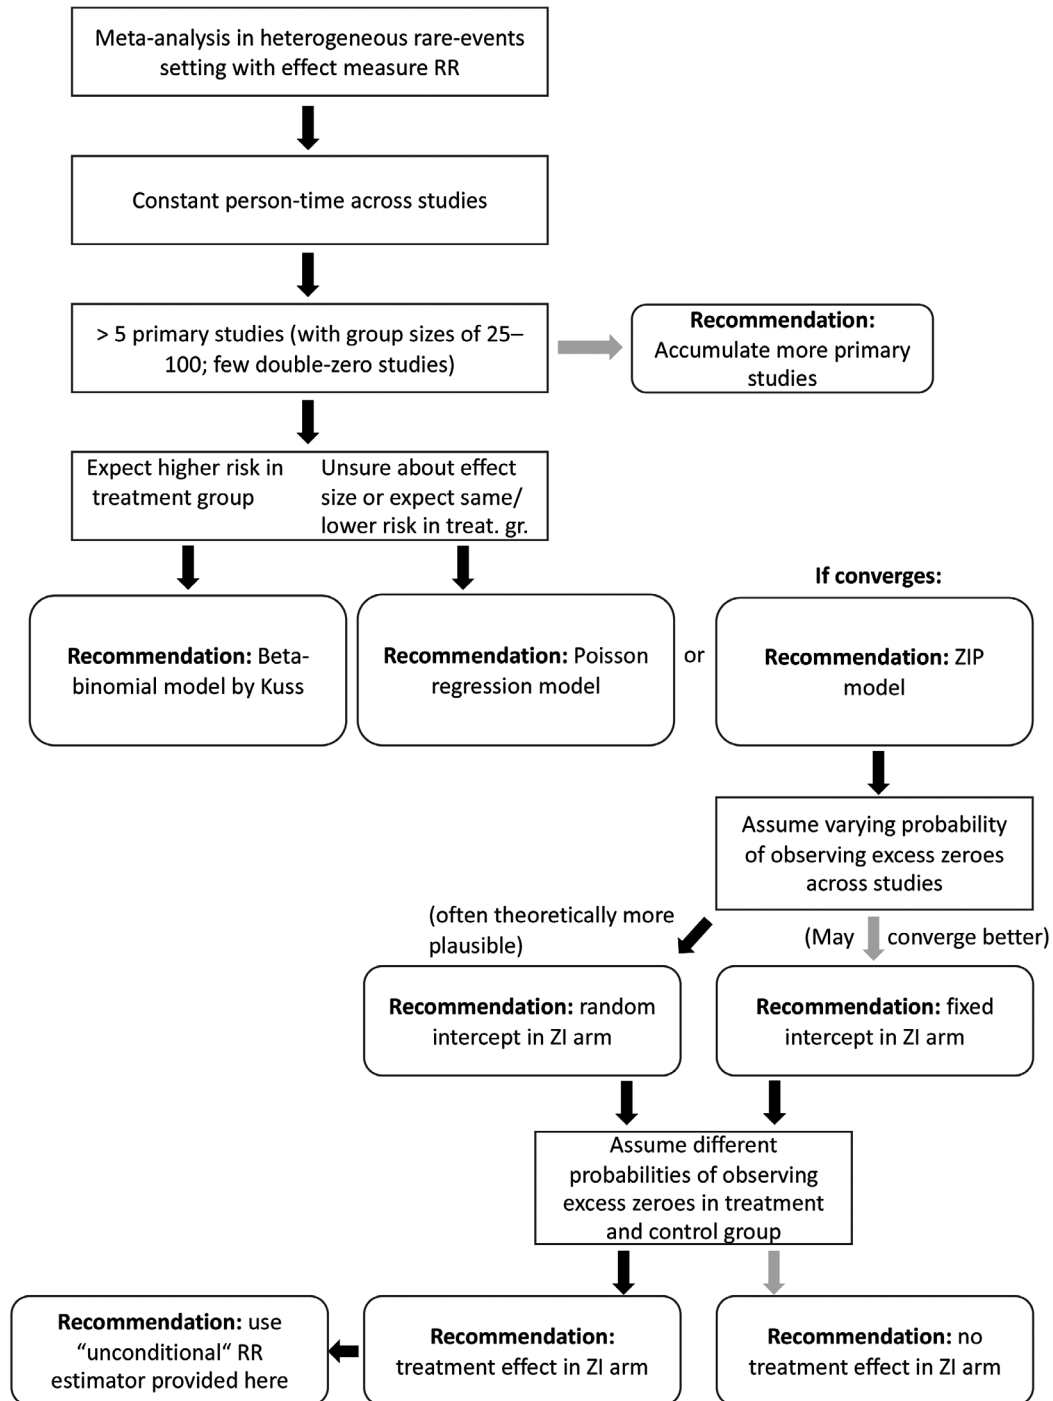 Meta-analysis in heterogeneous rare-events
setting with effect measure RR
Constant person-time across studies
> 5 primary studies (with group sizes of 25–
100; few double-zero studies)
Recommendation:
Accumulate more primary
studies
Expect higher risk in
treatment group
Unsure about effect
size or expect same/
lower risk in treat. gr.
If converges:
Recommendation: Beta-
binomial model by Kuss
Recommendation: Poisson
regression model
or
Recommendation: ZIP
model
Assume varying probability
of observing excess zeroes
across studies
(often theoretically more
plausible)
(May converge better)
Recommendation: random
intercept in ZI arm
Recommendation: fixed
intercept in ZI arm
Assume different
probabilities of observing
excess zeroes in treatment
and control group
Recommendation: use
“unconditional“ RR
estimator provided here
Recommendation:
treatment effect in ZI arm
Recommendation: no
treatment effect in ZI arm